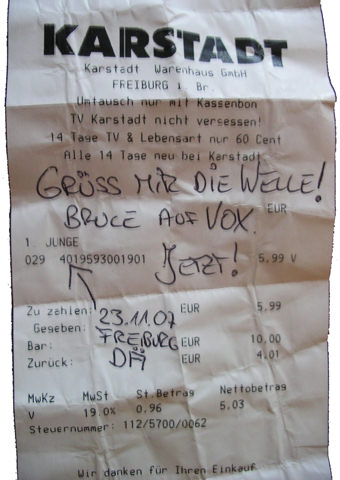 KARSTADT
Karstadt Warenhaus GmbH
FREIBURG i. Br.
Umtausch nur mit Kassenbon
TV Karstadt nicht vergessen!
14 Tage TV & Lebensart nur 60 Cent
Alle 14 Tage neu bei Karstadt
GRÜSS MIR DIE WELLE!
BRUCE AUF VOX. EUR
1. JUNGE
029 4019593001901 JETZT! 5,99 V
Zu zahlen: EUR 5.99
23.11.07
Gegeben:
FREIBURG
Bar: EUR 10.00
Zurück: EUR 4.01
MwKz MwSt St.Betrag Nettobetrag
V 19.0% 0.96 5.03
Steuernummer: 112/5700/0062
Wir danken für Ihren Einkauf